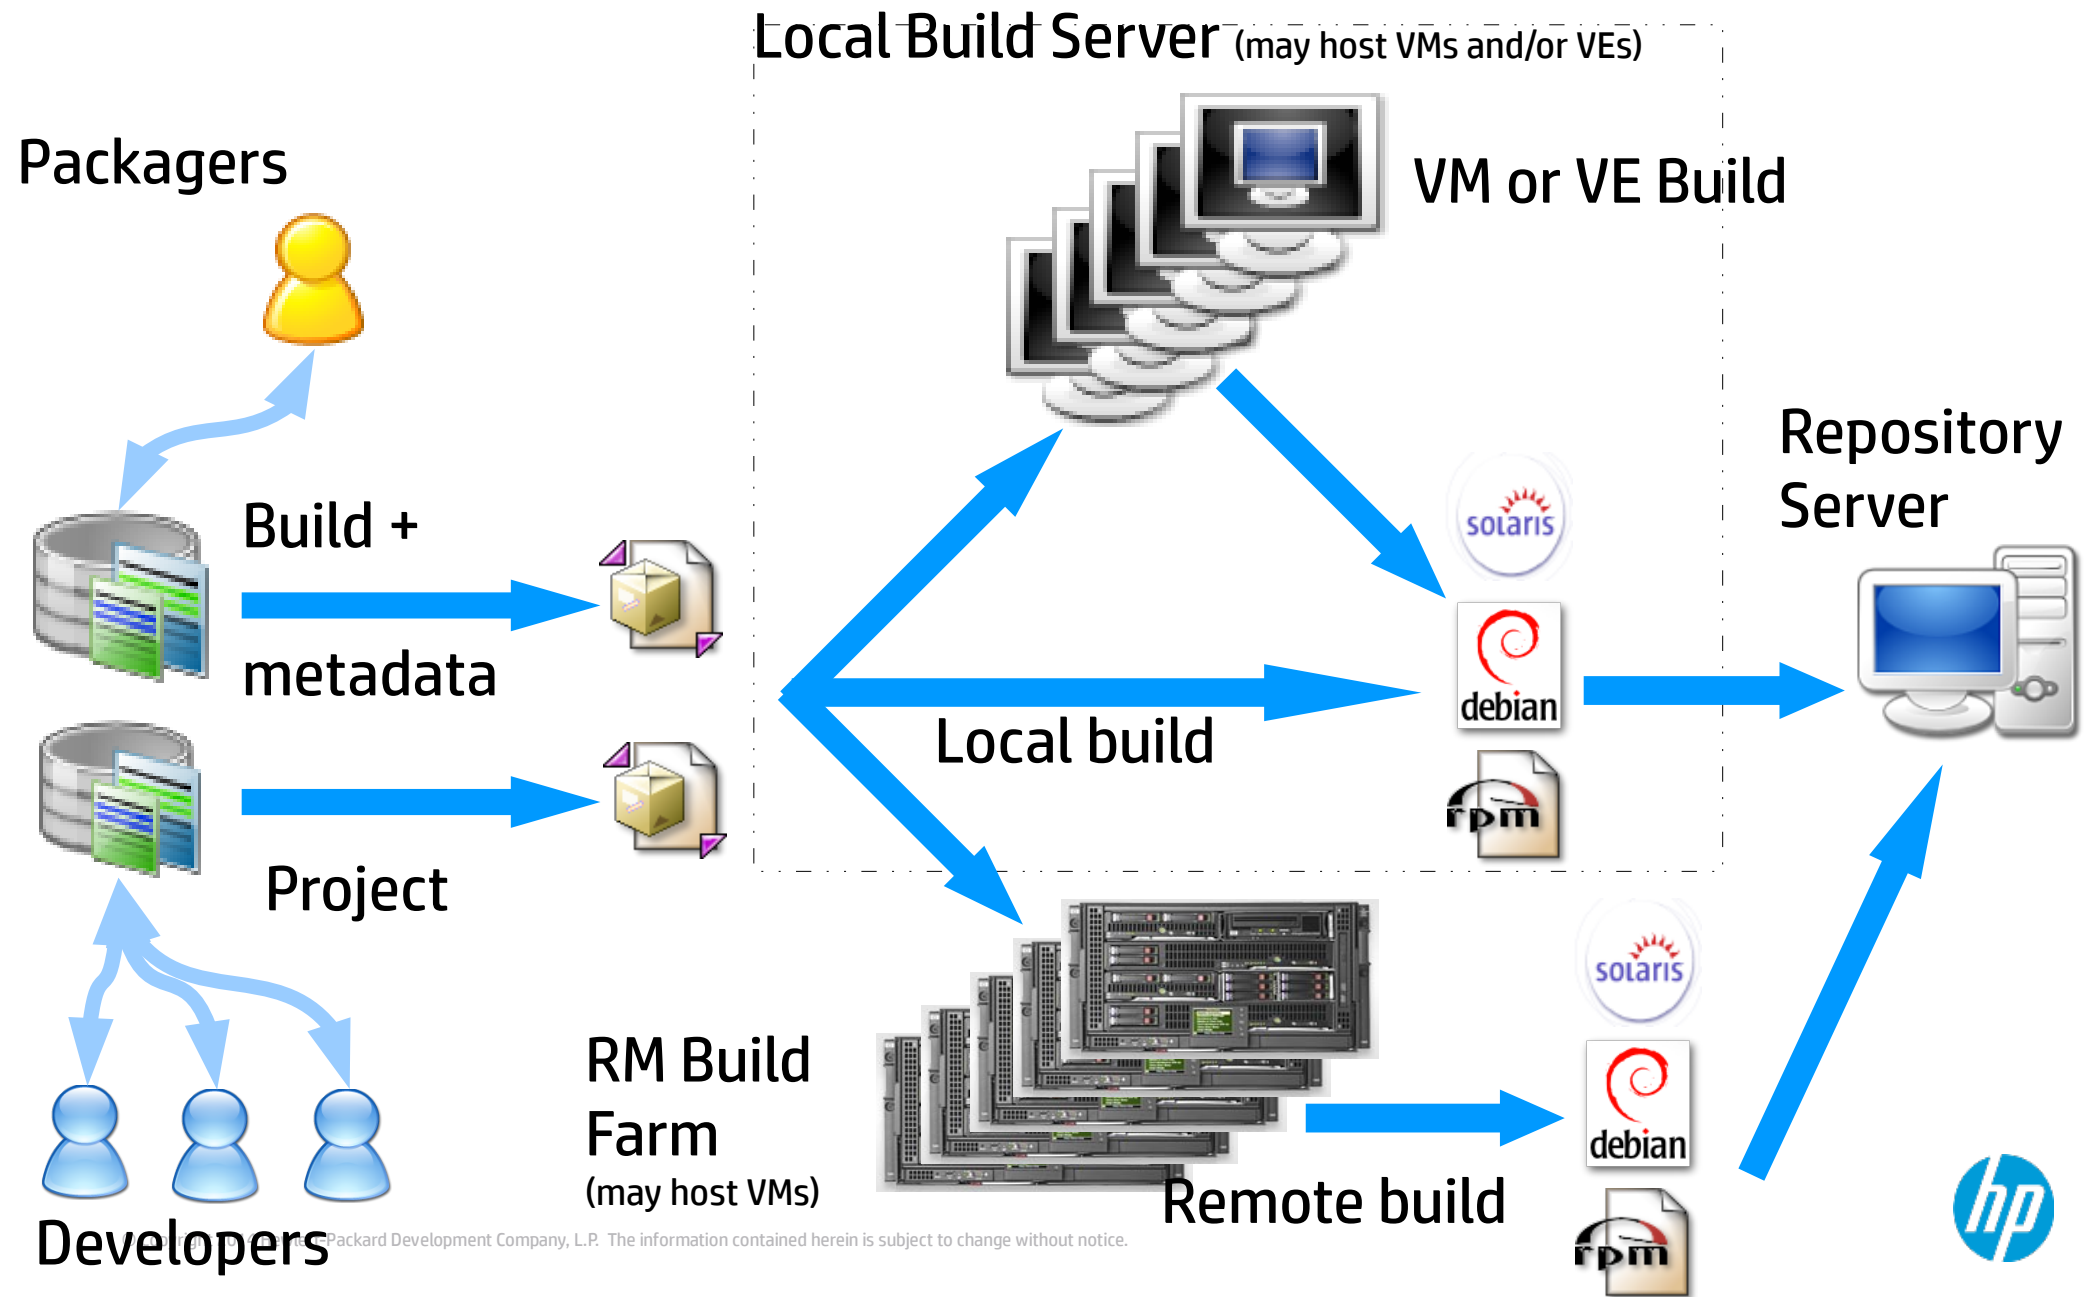 Local Build Server (may host VMs and/or VEs)
Packagers
VM or VE Build
Repository
Server
Build +
metadata
solaris
debian
rpm
Local build
Project
solaris
debian
rpm
RM Build
Farm
(may host VMs)
Remote build
Developers
© Copyright Hewlett-Packard Development Company, L.P. The information contained herein is subject to change without notice.
hp